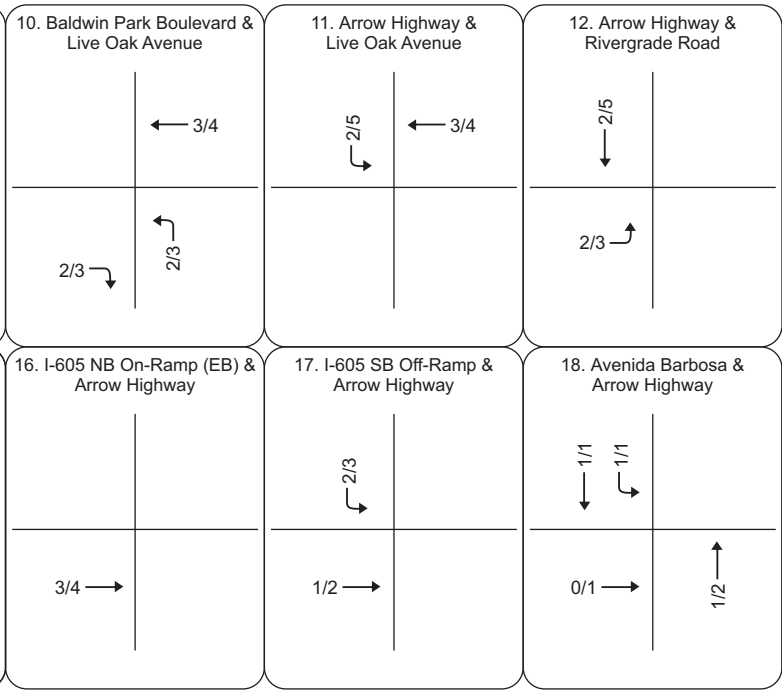 10. Baldwin Park Boulevard &
Live Oak Avenue
3/4
2/3
2/3
11. Arrow Highway &
Live Oak Avenue
2/5
3/4
12. Arrow Highway &
Rivergrade Road
2/5
2/3
16. I-605 NB On-Ramp (EB) &
Arrow Highway
3/4
17. I-605 SB Off-Ramp &
Arrow Highway
2/3
1/2
18. Avenida Barbosa &
Arrow Highway
1/1
1/1
0/1
1/2